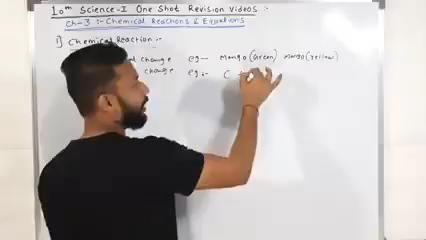 10th Science-I One Shot Revision Videos :-
Ch-3 :- Chemical Reactions & Equations
1) Chemical Reaction :-
change eg:- Mango (Green) Mango (Yellow)
change eg:- C +